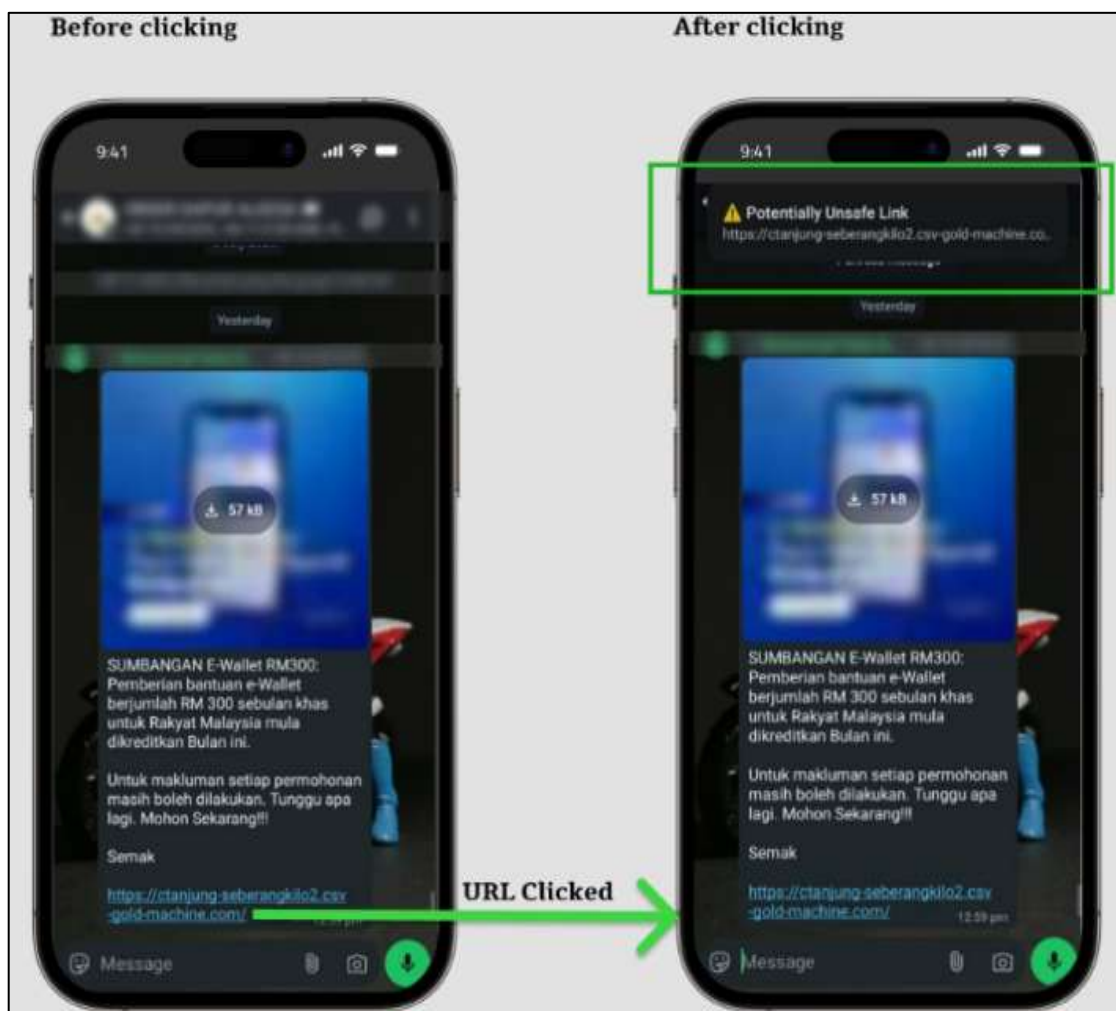 Before clicking
After clicking
9:41
Yesterday
57 kB
SUMBANGAN E-Wallet RM300:
Pemberian bantuan e-Wallet
berjumlah RM 300 sebulan khas
untuk Rakyat Malaysia mula
dikreditkan Bulan ini.
Untuk makluman setiap permohonan
masih boleh dilakukan. Tunggu apa
lagi. Mohon Sekarang!!!
Semak
https://ctanjung-seberangkilo2.csv
-gold-machine.com/
Message
URL Clicked
9:41
Potentially Unsafe Link
https://ctanjung-seberangkilo2.csv-gold-machine.co..
Yesterday
57 kB
SUMBANGAN E-Wallet RM300:
Pemberian bantuan e-Wallet
berjumlah RM 300 sebulan khas
untuk Rakyat Malaysia mula
dikreditkan Bulan ini.
Untuk makluman setiap permohonan
masih boleh dilakukan. Tunggu apa
lagi. Mohon Sekarang!!!
Semak
https://ctanjung-seberangkilo2.csv
-gold-machine.com/
12:59 pm
Message